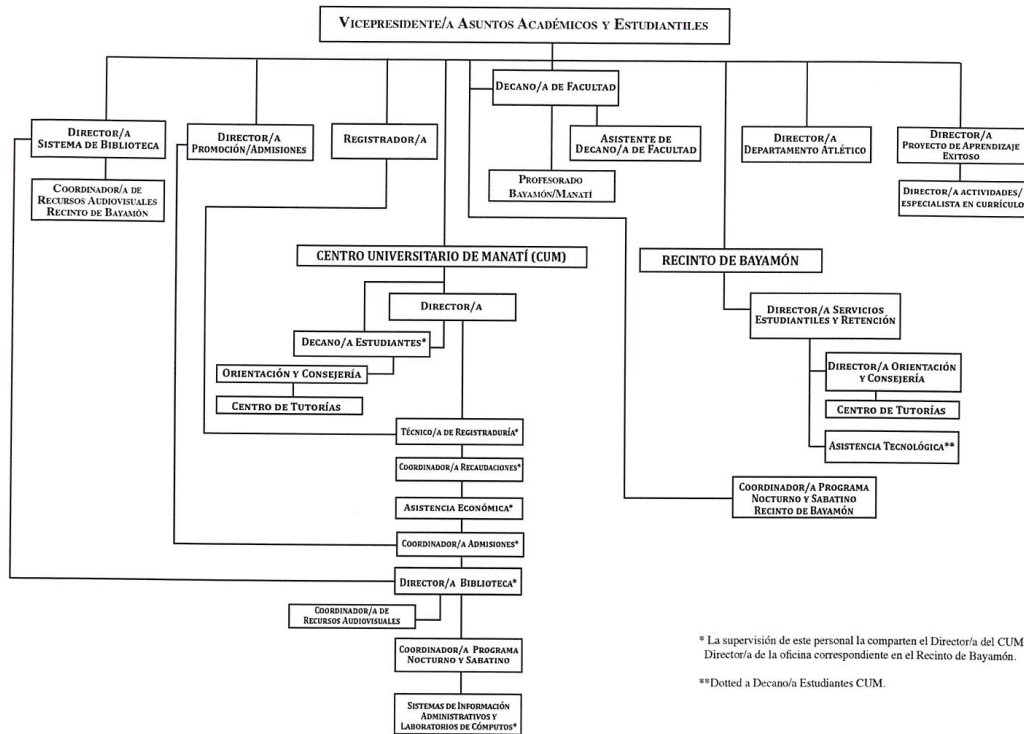 VICEPRESIDENTE/A ASUNTOS ACADÉMICOS Y ESTUDIANTILES
DECANO/A DE FACULTAD
DIRECTOR/A
SISTEMA DE BIBLIOTECA
DIRECTOR/A
PROMOCIÓN/ADMISIONES
REGISTRADOR/A
ASISTENTE DE
DECANO/A DE FACULTAD
DIRECTOR/A
DEPARTAMENTO ATLÉTICO
DIRECTOR/A
PROYECTO DE APRENDIZAJE
EXITOSO
COORDINADOR/A DE
RECURSOS AUDIOVISUALES
RECINTO DE BAYAMÓN
PROFESORADO
BAYAMÓN/MANATÍ
DIRECTOR/A ACTIVIDADES/
ESPECIALISTA EN CURRÍCULO
CENTRO UNIVERSITARIO DE MANATÍ (CUM)
RECINTO DE BAYAMÓN
DIRECTOR/A
DIRECTOR/A SERVICIOS
ESTUDIANTILES Y RETENCIÓN
DECANO/A ESTUDIANTES*
ORIENTACIÓN Y CONSEJERÍA
CENTRO DE TUTORÍAS
DIRECTOR/A ORIENTACIÓN
Y CONSEJERÍA
CENTRO DE TUTORÍAS
ASISTENCIA TECNOLÓGICA**
TÉCNICO/A DE REGISTRADURÍA*
COORDINADOR/A RECAUDACIONES*
ASISTENCIA ECONÓMICA*
COORDINADOR/A ADMISIONES*
DIRECTOR/A BIBLIOTECA*
COORDINADOR/A DE
RECURSOS AUDIOVISUALES
COORDINADOR/A PROGRAMA
NOCTURNO Y SABATINO
SISTEMAS DE INFORMACIÓN
ADMINISTRATIVOS Y
LABORATORIOS DE CÓMPUTOS*
COORDINADOR/A PROGRAMA
NOCTURNO Y SABATINO
RECINTO DE BAYAMÓN
* La supervisión de este personal la comparten el Director/a del CUM
Director/a de la oficina correspondiente en el Recinto de Bayamón.
**Dotted a Decano/a Estudiantes CUM.